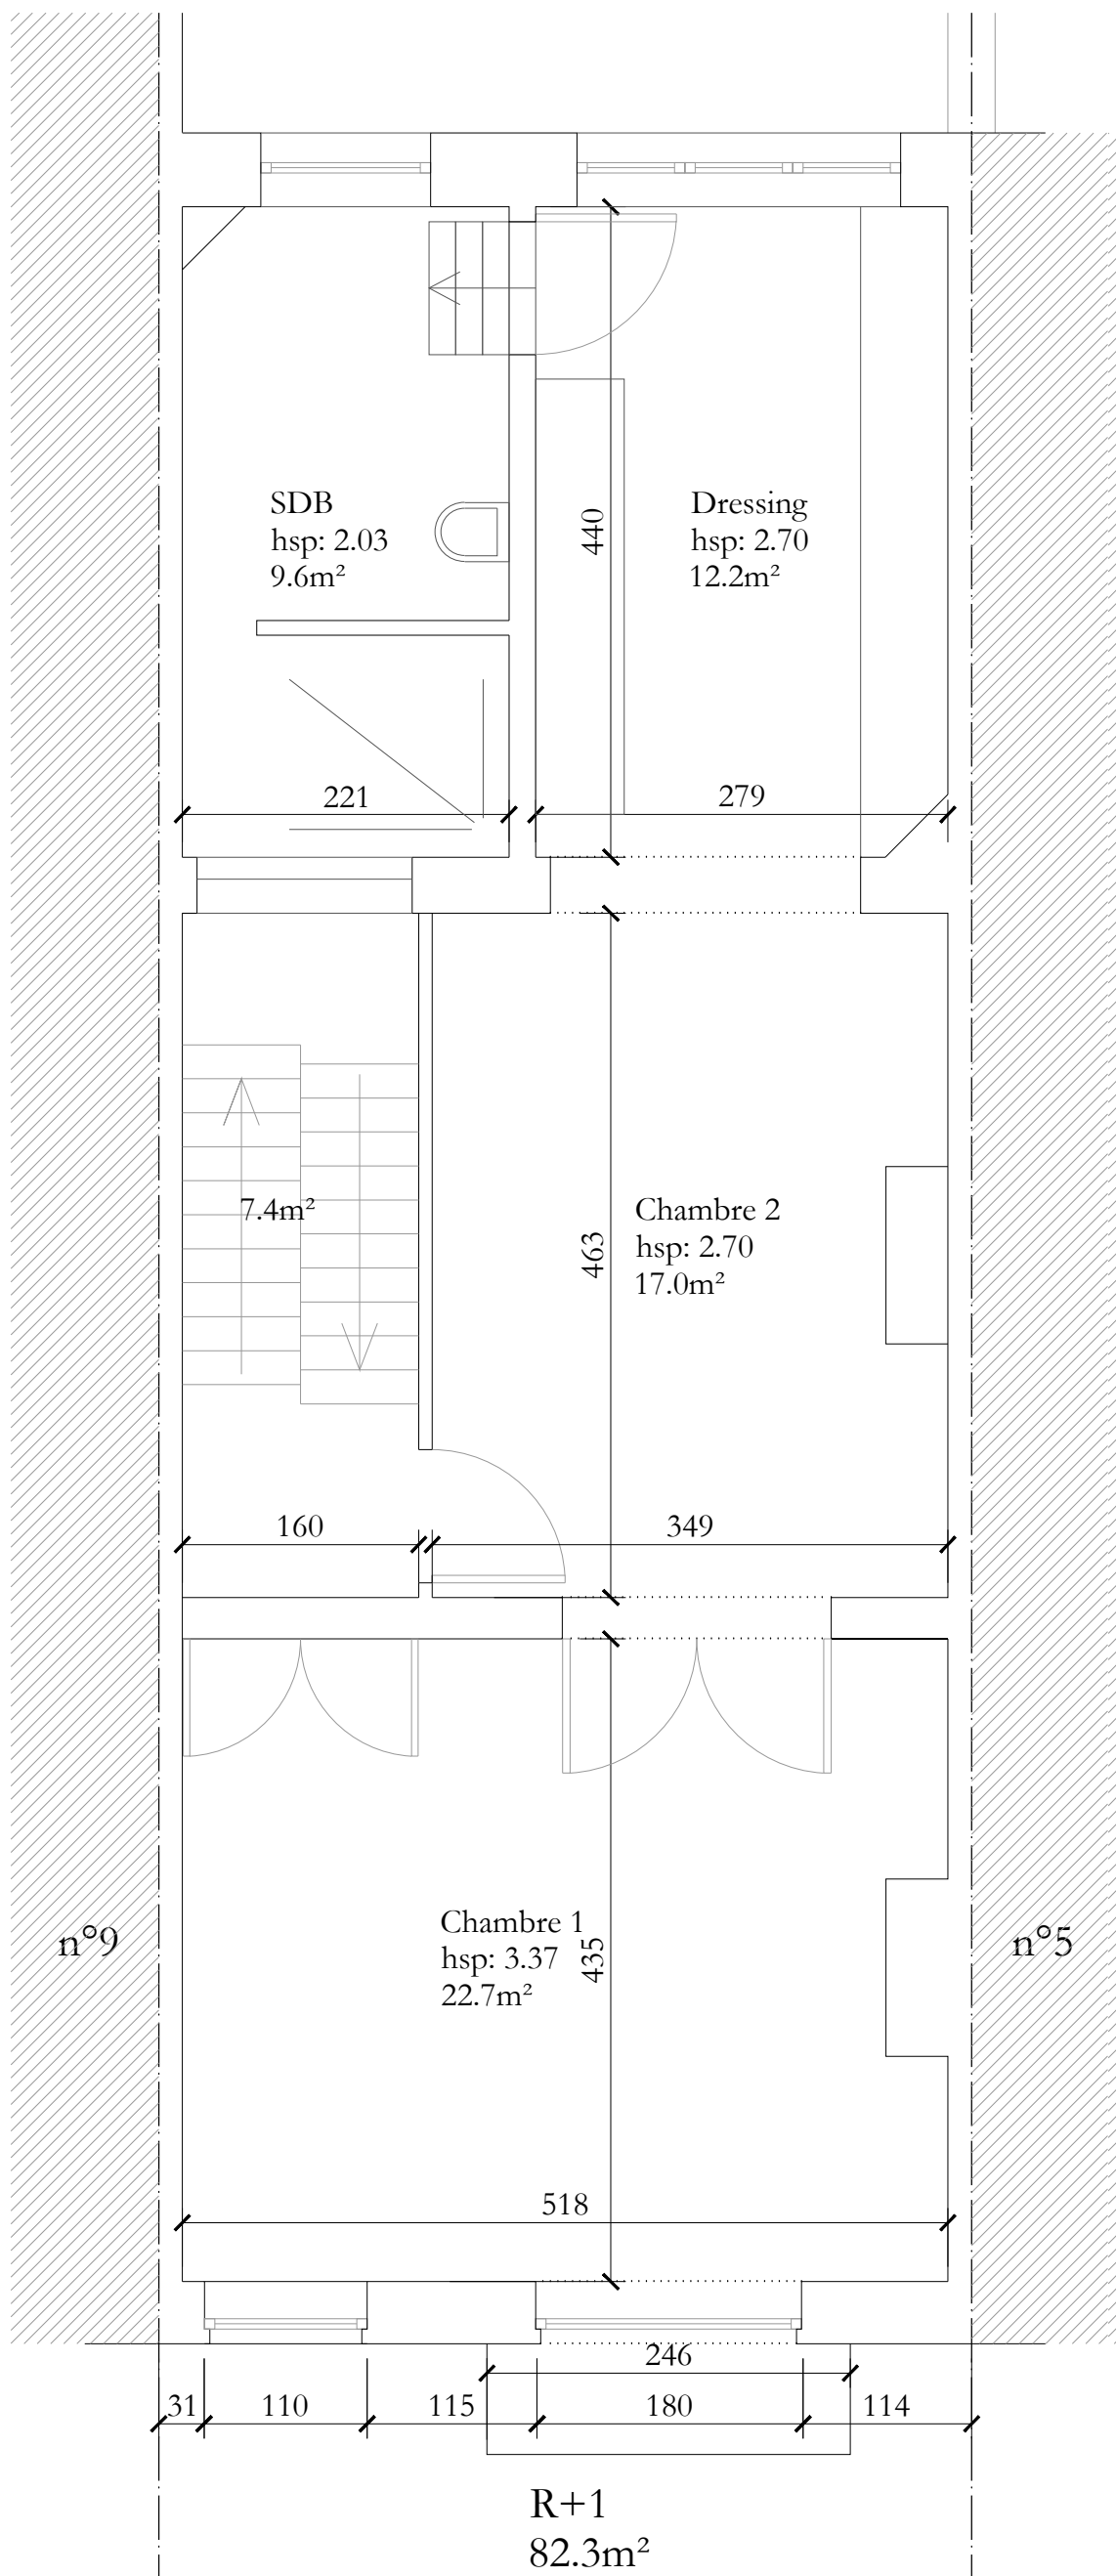 SDB
hsp: 2.03
9.6m²
440
Dressing
hsp: 2.70
12.2m²
221
279
7.4m²
463
Chambre 2
hsp: 2.70
17.0m²
160
349
n°9
Chambre 1
hsp: 3.37
22.7m²
435
n°5
518
246
31
110
115
180
114
R+1
82.3m²